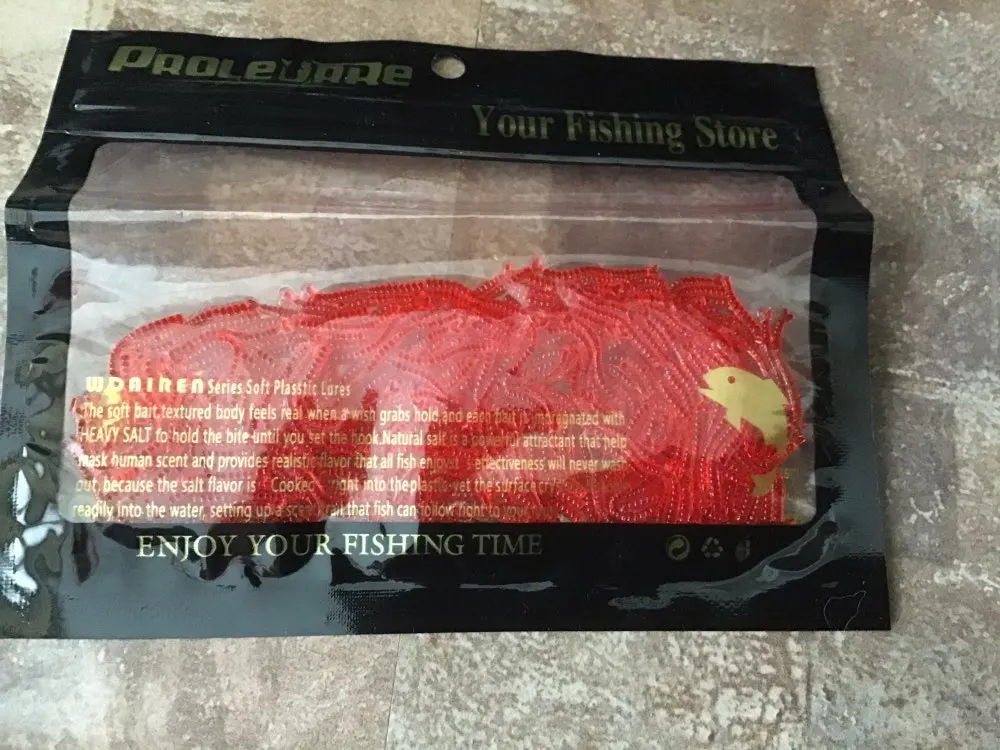 PROLEURRE
Your Fishing Store
WDAIREN Series Soft Plasstic Lures
The soft bait,textured body feels real when a wish grabs hold,and each bait is impregnated with
HEAVY SALT fo hold the bite until you set the hook.Natural salt is a powerful attractant that help
mask human scent and provides realistic flavor that all fish enjoy effectiveness will never wash
out, because the salt flavor is Cooked right into the plastic yet the surface
readily into the water, setting up a scent trail that fish can follow right to your
ENJOY YOUR FISHING TIME